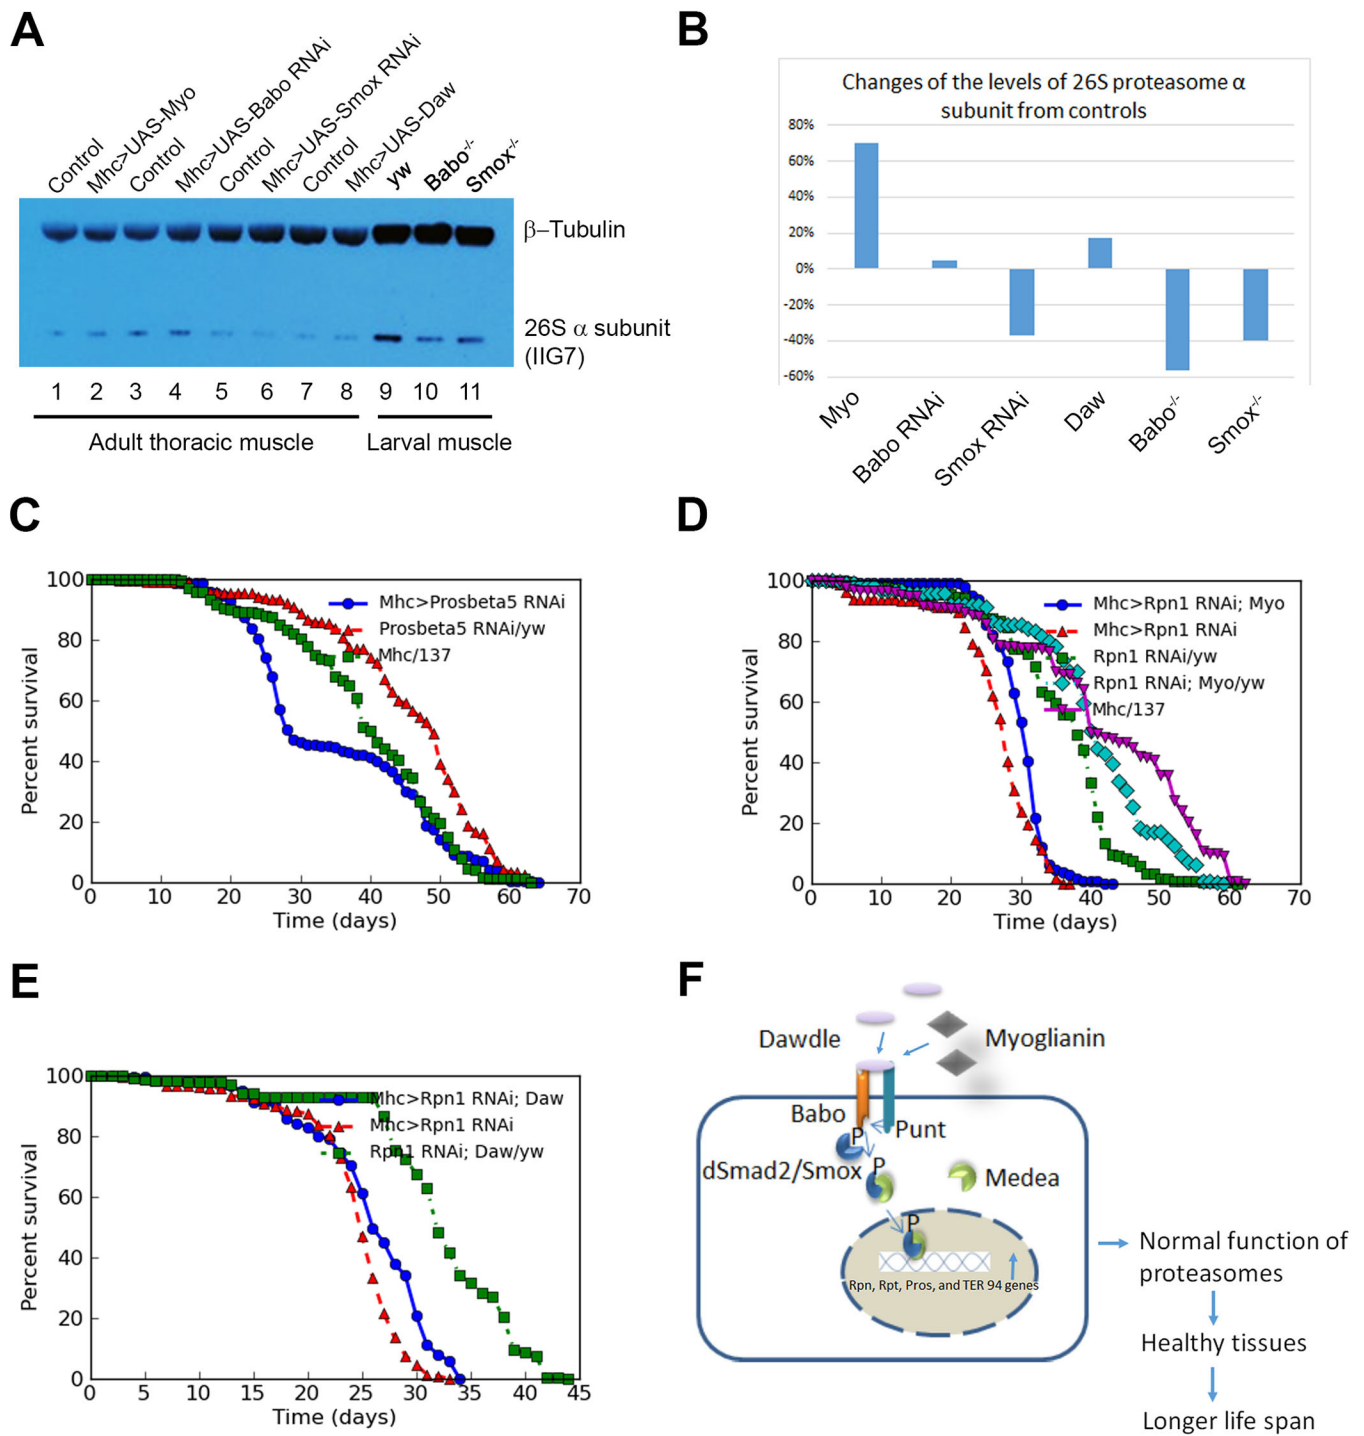 A
Control
Mhc>UAS-Myo
Control
Mhc>UAS-Babo RNAi
Control
Mhc>UAS-Smox RNAi
Control
Mhc>UAS-Daw
yw
Babo-/-
Smox-/-
β–Tubulin
26S α subunit
(IIG7)
1 2 3 4 5 6 7 8 9 10 11
Adult thoracic muscle Larval muscle
B
Changes of the levels of 26S proteasome α
subunit from controls
80%
60%
40%
20%
0%
-20%
-40%
-60%
Myo
Babo RNAi
Smox RNAi
Daw
Babo-/-
Smox-/-
C
Percent survival
100
80
60
40
20
0
Mhc>Prosbeta5 RNAi
Prosbeta5 RNAi/yw
Mhc/137
0 10 20 30 40 50 60 70
Time (days)
D
Percent survival
100
80
60
40
20
0
Mhc>Rpn1 RNAi; Myo
Mhc>Rpn1 RNAi
Rpn1 RNAi/yw
Rpn1 RNAi; Myo/yw
Mhc/137
0 10 20 30 40 50 60 70
Time (days)
E
Percent survival
100
80
60
40
20
0
Mhc>Rpn1 RNAi; Daw
Mhc>Rpn1 RNAi
Rpn1 RNAi; Daw/yw
0 5 10 15 20 25 30 35 40 45
Time (days)
F
Dawdle
Myoglianin
Babo
P
Punt
dSmad2/Smox
P
Medea
P
Rpn, Rpt, Pros, and TER 94 genes
Normal function of
proteasomes
Healthy tissues
Longer life span